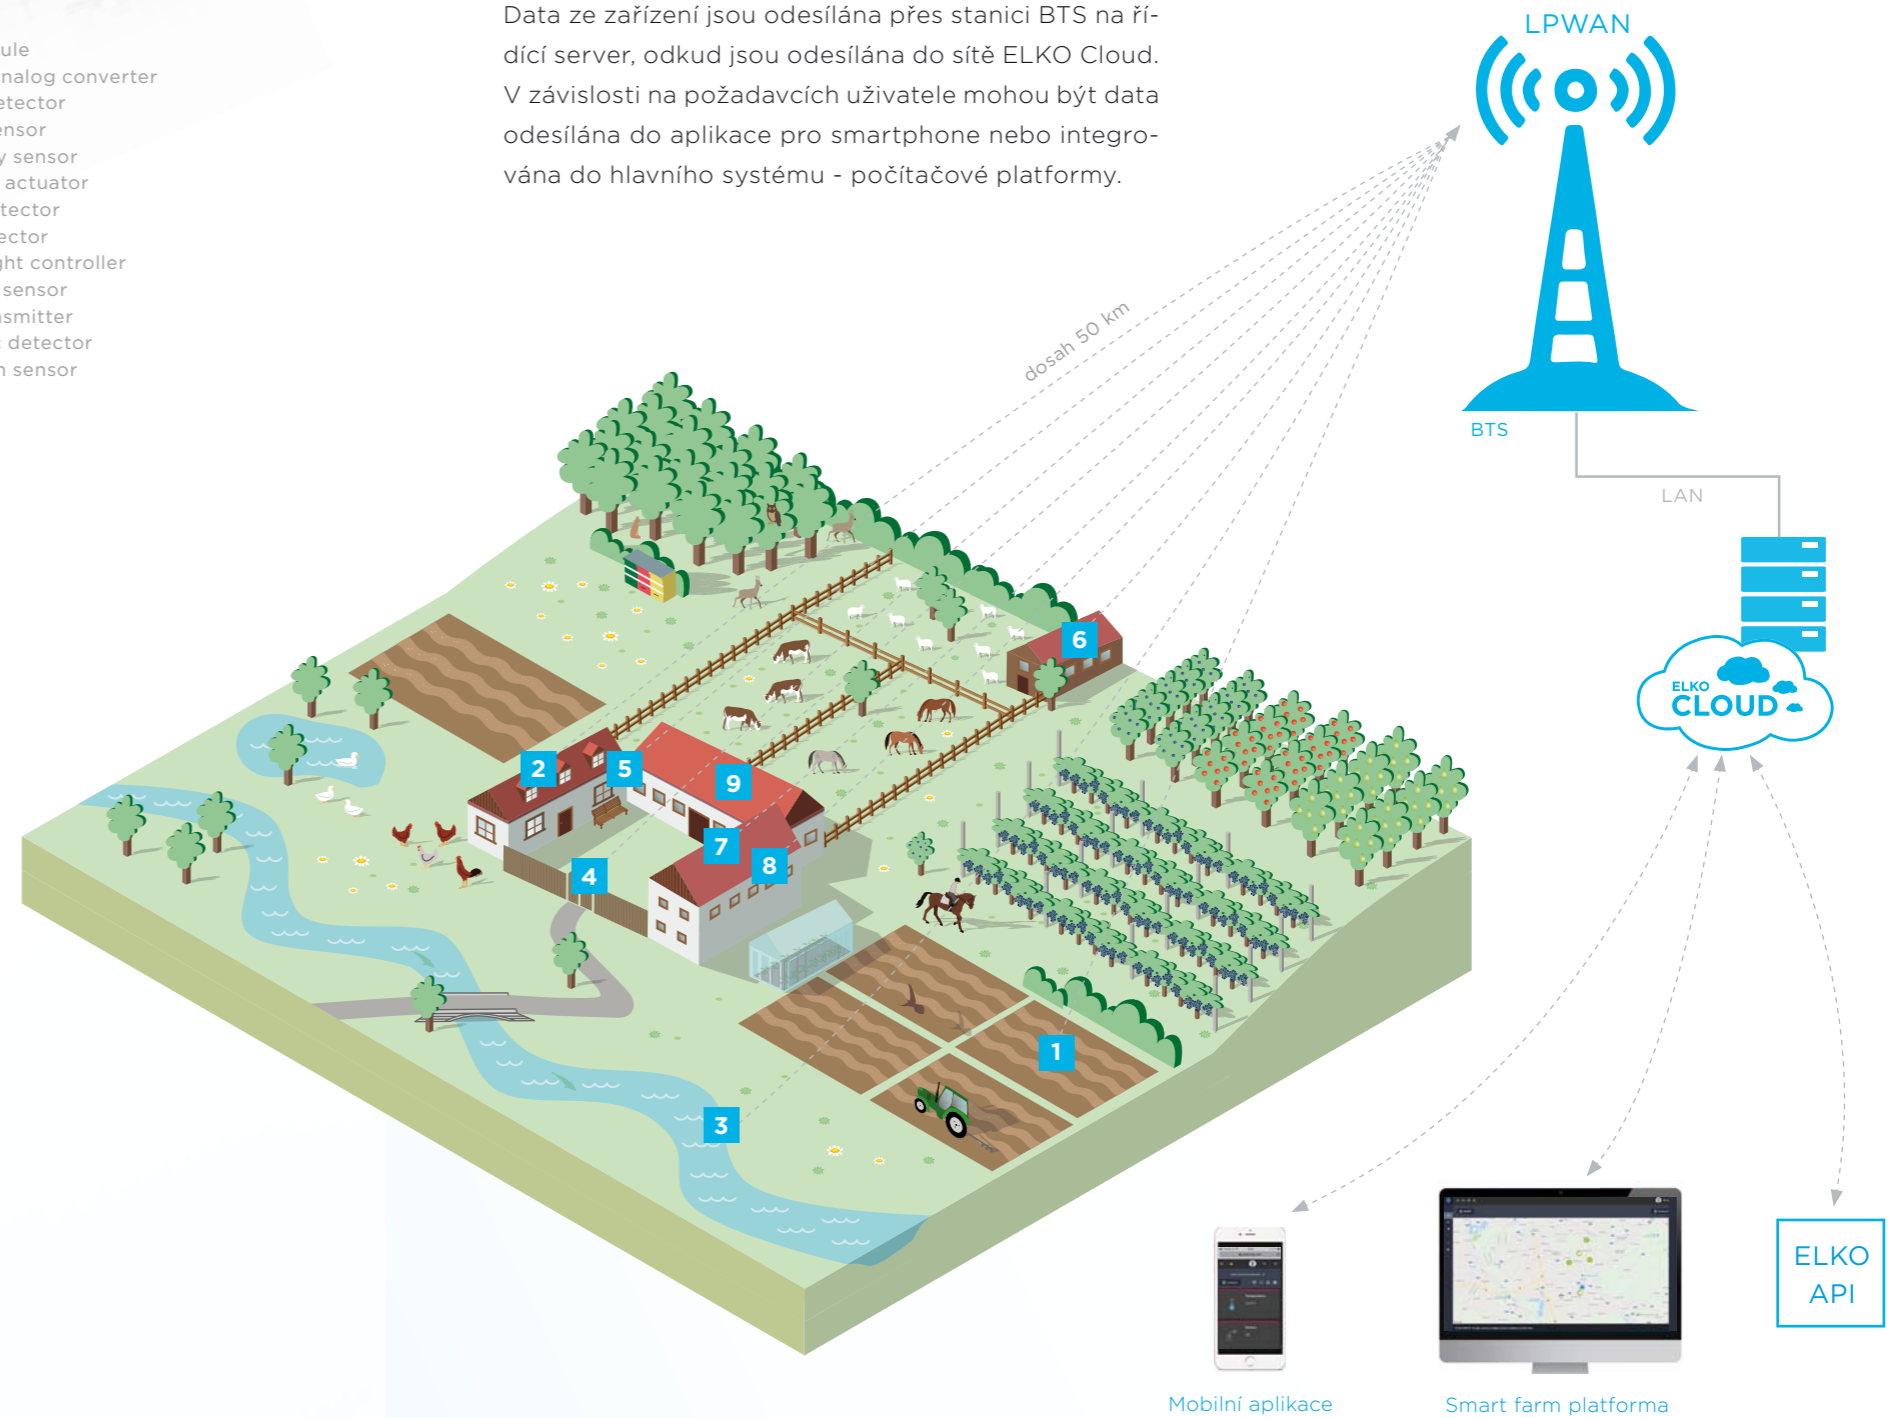 Data ze zařízení jsou odesílána přes stanici BTS na ří-
dící server, odkud jsou odesílána do sítě ELKO Cloud.
V závislosti na požadavcích uživatele mohou být data
odesílána do aplikace pro smartphone nebo integro-
vána do hlavního systému - počítačové platformy.
ule
nalog converter
etector
ensor
y sensor
actuator
tector
ector
ght controller
sensor
nsmitter
detector
n sensor
LPWAN
dosah 50 km
BTS
LAN
ELKO
CLOUD
6
2
5
9
7
8
4
1
3
ELKO
API
Mobilní aplikace
Smart farm platforma